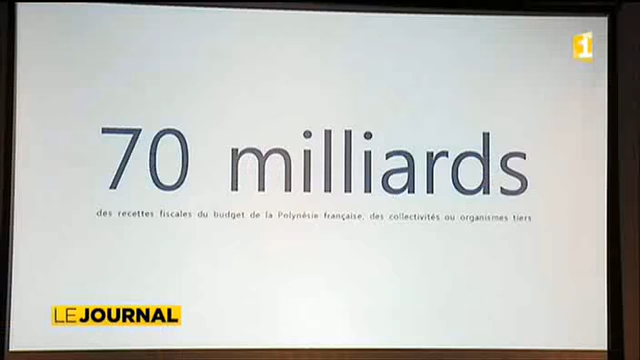 1
70 milliards
des recettes fiscales du budget de la Polynésie française, des collectivités ou organismes tiers
LE JOURNAL